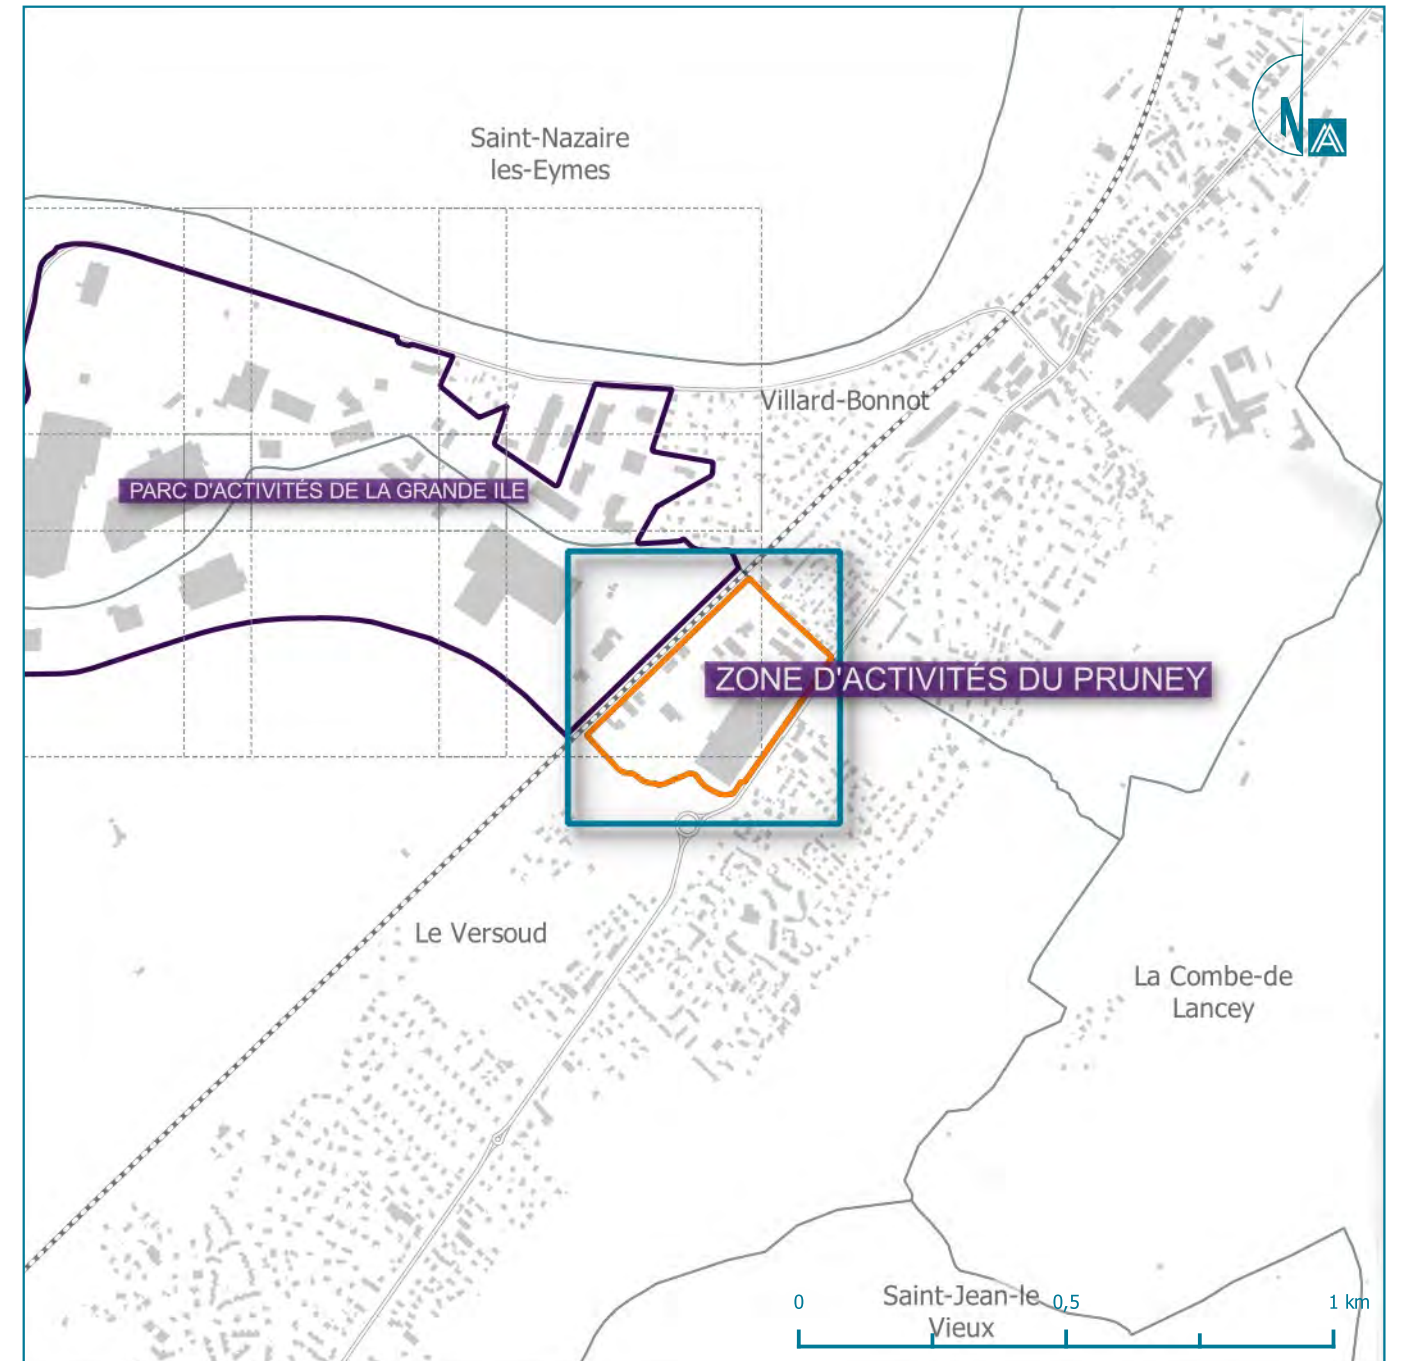 N
Saint-Nazaire
les-Eymes
Villard-Bonnot
PARC D'ACTIVITÉS DE LA GRANDE ILE
ZONE D'ACTIVITÉS DU PRUNEY
Le Versoud
La Combe-de
Lancey
Saint-Jean-le
Vieux
0 0,5 1 km